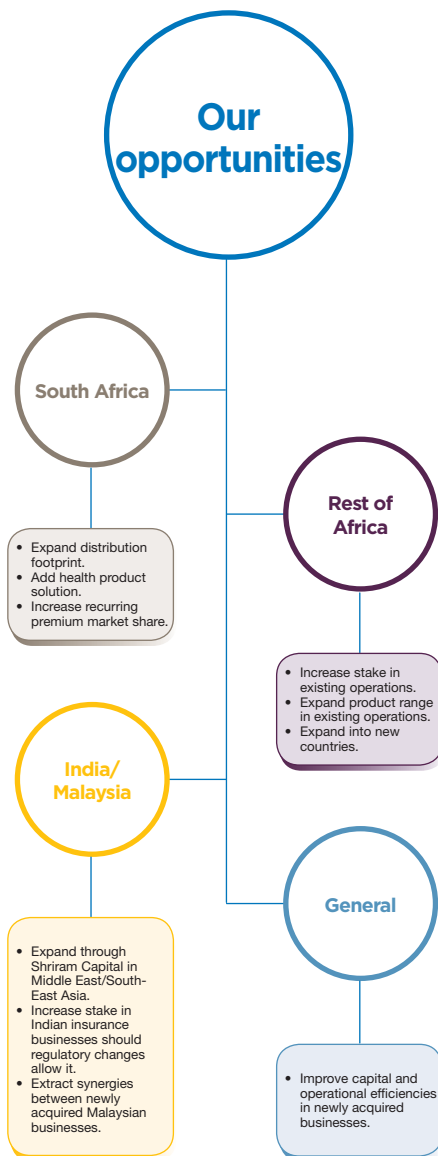 Our
opportunities
South Africa
• Expand distribution
footprint.
• Add health product
solution.
• Increase recurring
premium market share.
Rest of
Africa
• Increase stake in
existing operations.
• Expand product range
in existing operations.
• Expand into new
countries.
India/
Malaysia
• Expand through
Shriram Capital in
Middle East/South-
East Asia.
• Increase stake in
Indian insurance
businesses should
regulatory changes
allow it.
• Extract synergies
between newly
acquired Malaysian
businesses.
General
• Improve capital and
operational efficiencies
in newly acquired
businesses.